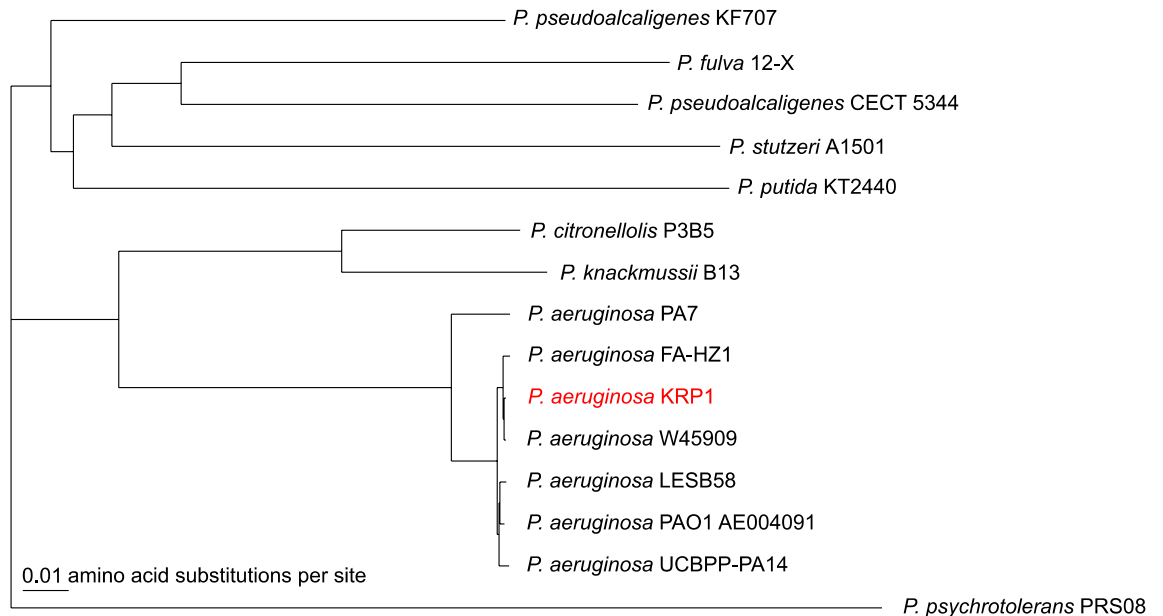 P. pseudoalcaligenes KF707
P. fulva 12-X
P. pseudoalcaligenes CECT 5344
P. stutzeri A1501
P. putida KT2440
P. citronellolis P3B5
P. knackmussii B13
P. aeruginosa PA7
P. aeruginosa FA-HZ1
P. aeruginosa KRP1
P. aeruginosa W45909
P. aeruginosa LESB58
P. aeruginosa PAO1 AE004091
P. aeruginosa UCBPP-PA14
0.01 amino acid substitutions per site
P. psychrotolerans PRS08